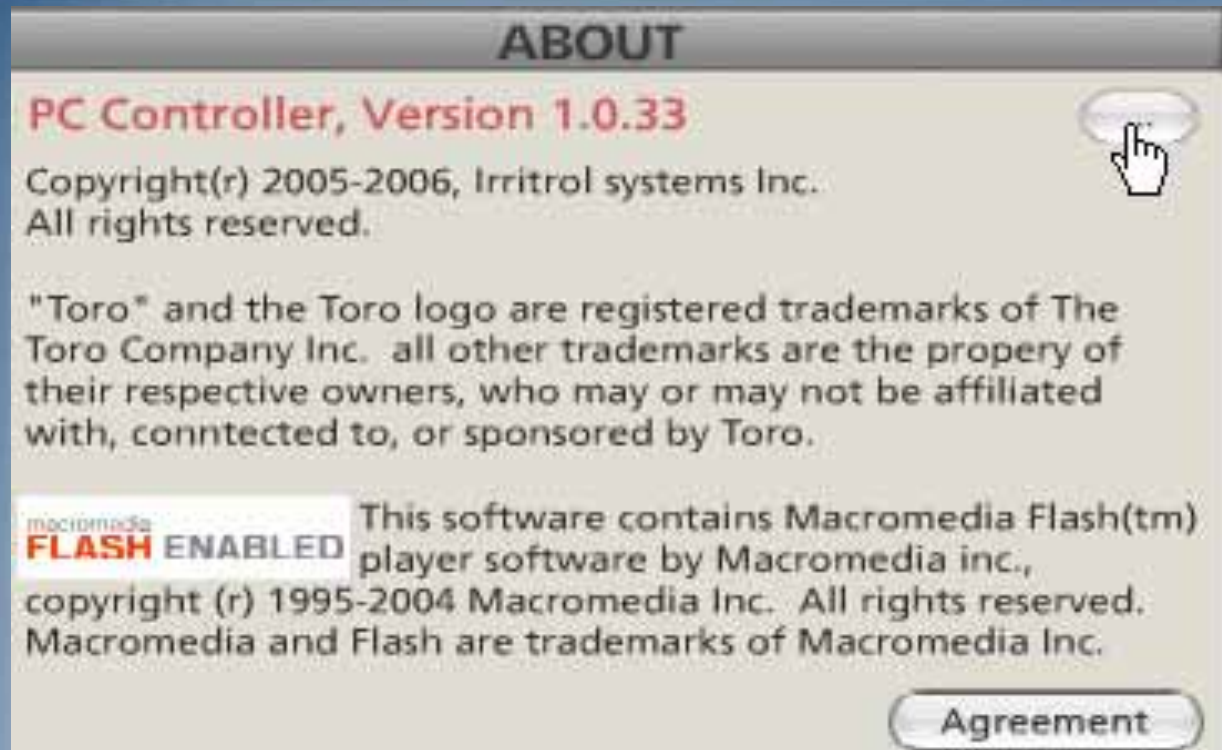 ABOUT
PC Controller, Version 1.0.33
...
Copyright(r) 2005-2006, Irritrol systems Inc.
All rights reserved.
"Toro" and the Toro logo are registered trademarks of The
Toro Company Inc.  all other trademarks are the propery of
their respective owners, who may or may not be affiliated
with, conntected to, or sponsored by Toro.
macromedia
FLASH ENABLED
This software contains Macromedia Flash(tm)
player software by Macromedia inc.,
copyright (r) 1995-2004 Macromedia Inc.  All rights reserved.
Macromedia and Flash are trademarks of Macromedia Inc.
Agreement